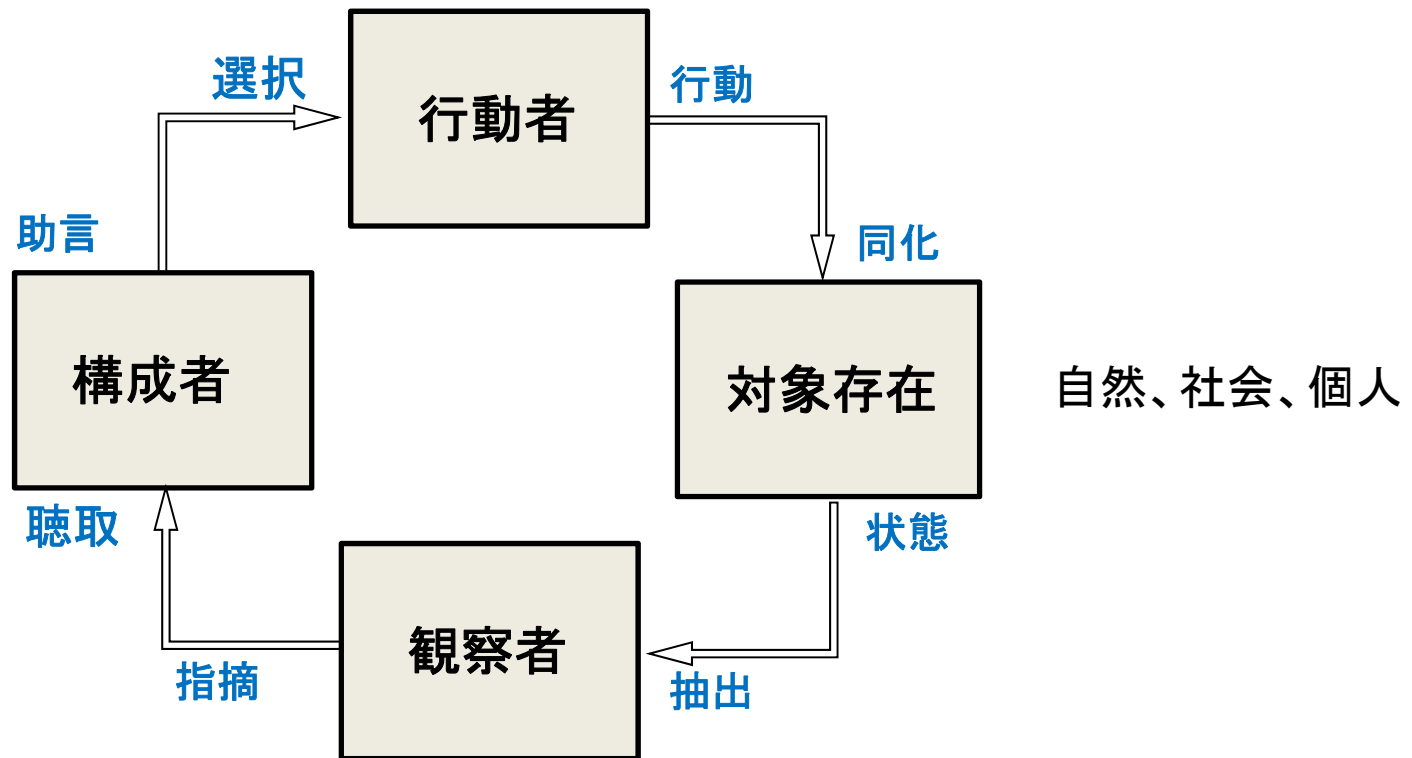 選択
行動者
行動
助言
同化
構成者
対象存在
自然、社会、個人
聴取
状態
観察者
指摘
抽出